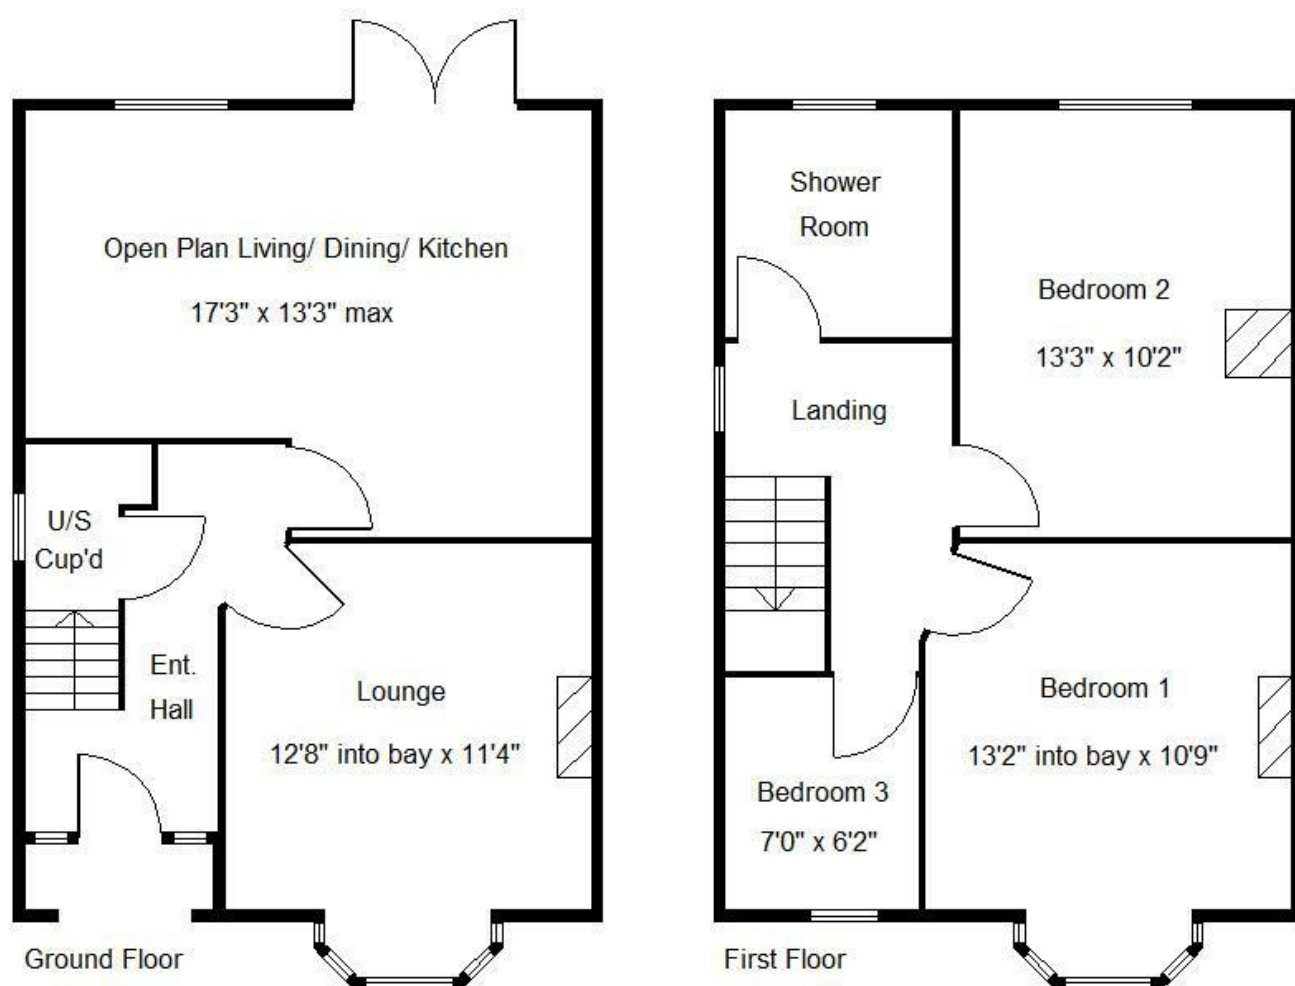 Open Plan Living/ Dining/ Kitchen
17'3" x 13'3" max
U/S
Cup'd
Ent.
Hall
Lounge
12'8" into bay x 11'4"
Ground Floor
Shower
Room
Bedroom 2
13'3" x 10'2"
Landing
Bedroom 1
13'2" into bay x 10'9"
Bedroom 3
7'0" x 6'2"
First Floor